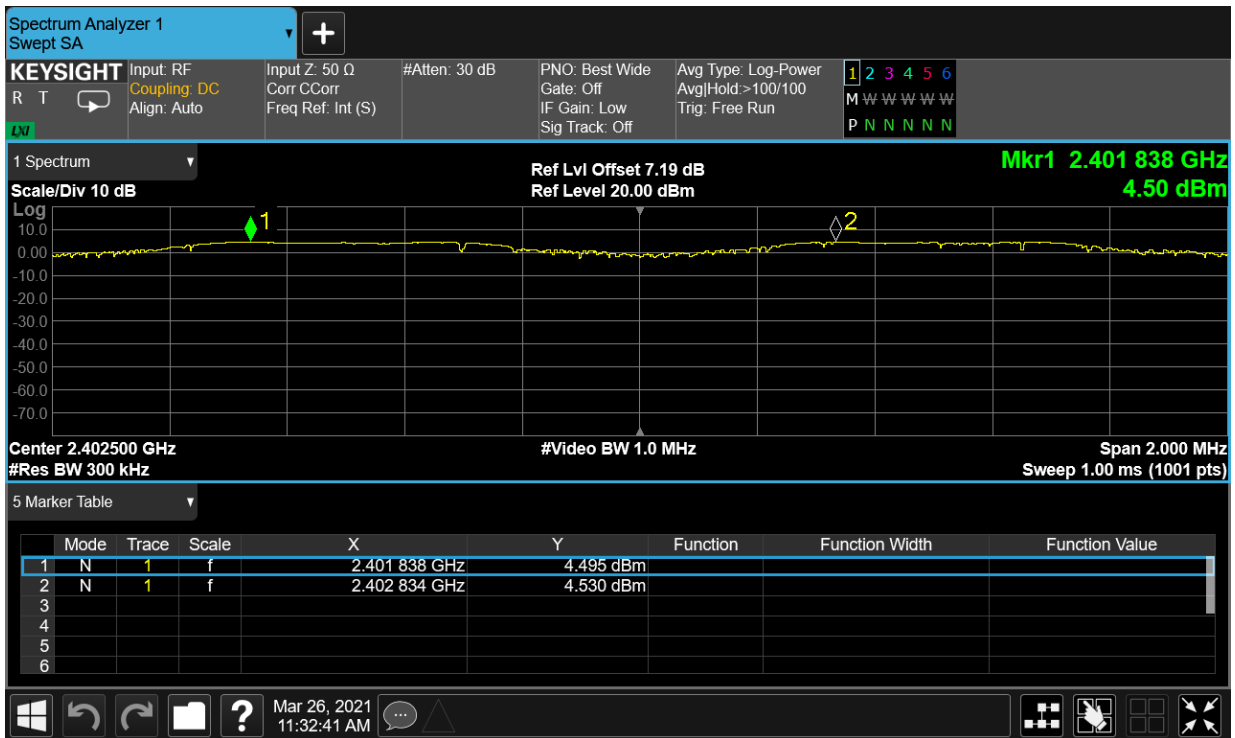 Spectrum Analyzer 1
Swept SA
+
KEYSIGHT
R T
LXI
Input: RF
Coupling: DC
Align: Auto
Input Z: 50 Ω
Corr CCorr
Freq Ref: Int (S)
#Atten: 30 dB
PNO: Best Wide
Gate: Off
IF Gain: Low
Sig Track: Off
Avg Type: Log-Power
Avg|Hold:>100/100
Trig: Free Run
1 2 3 4 5 6
M W W W W W
P N N N N N
1 Spectrum
Scale/Div 10 dB
Ref Lvl Offset 7.19 dB
Ref Level 20.00 dBm
Mkr1 2.401 838 GHz
4.50 dBm
Log
10.0
0.00
-10.0
-20.0
-30.0
-40.0
-50.0
-60.0
-70.0
1
2
Center 2.402500 GHz
#Video BW 1.0 MHz
Span 2.000 MHz
#Res BW 300 kHz
Sweep 1.00 ms (1001 pts)
5 Marker Table
Mode Trace Scale X Y Function Function Width Function Value
1 N 1 f 2.401 838 GHz 4.495 dBm
2 N 1 f 2.402 834 GHz 4.530 dBm
3
4
5
6
?
Mar 26, 2021
11:32:41 AM